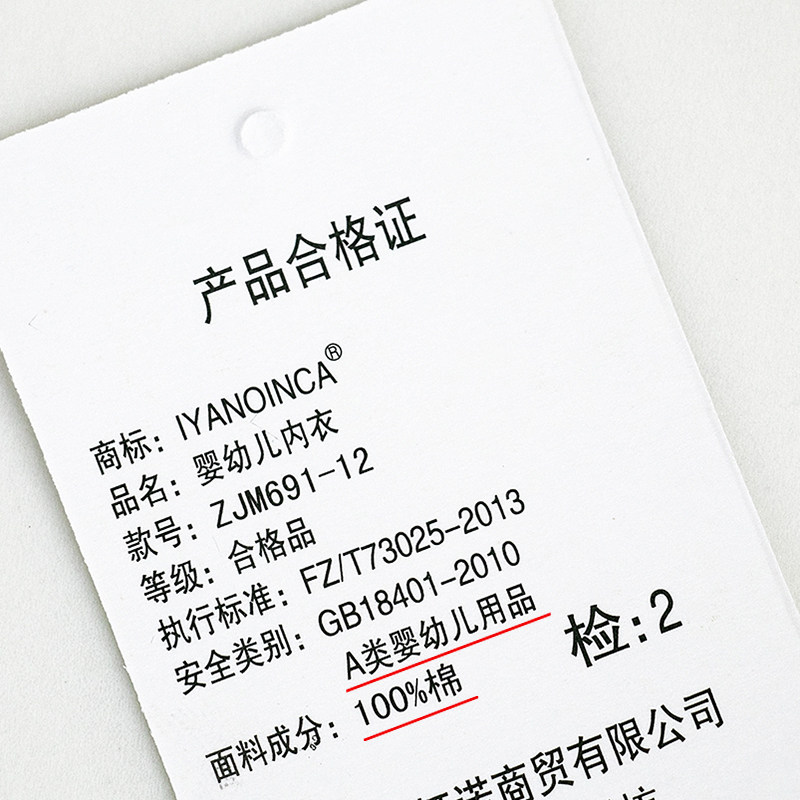 产品合格证
商标：IYANOINCA®
品名：婴幼儿内衣
款号：ZJM691-12
等级：合格品
执行标准：FZ/T73025-2013
安全类别：GB18401-2010
A类婴幼儿用品
检:2
面料成分：100%棉
诺商贸有限公司